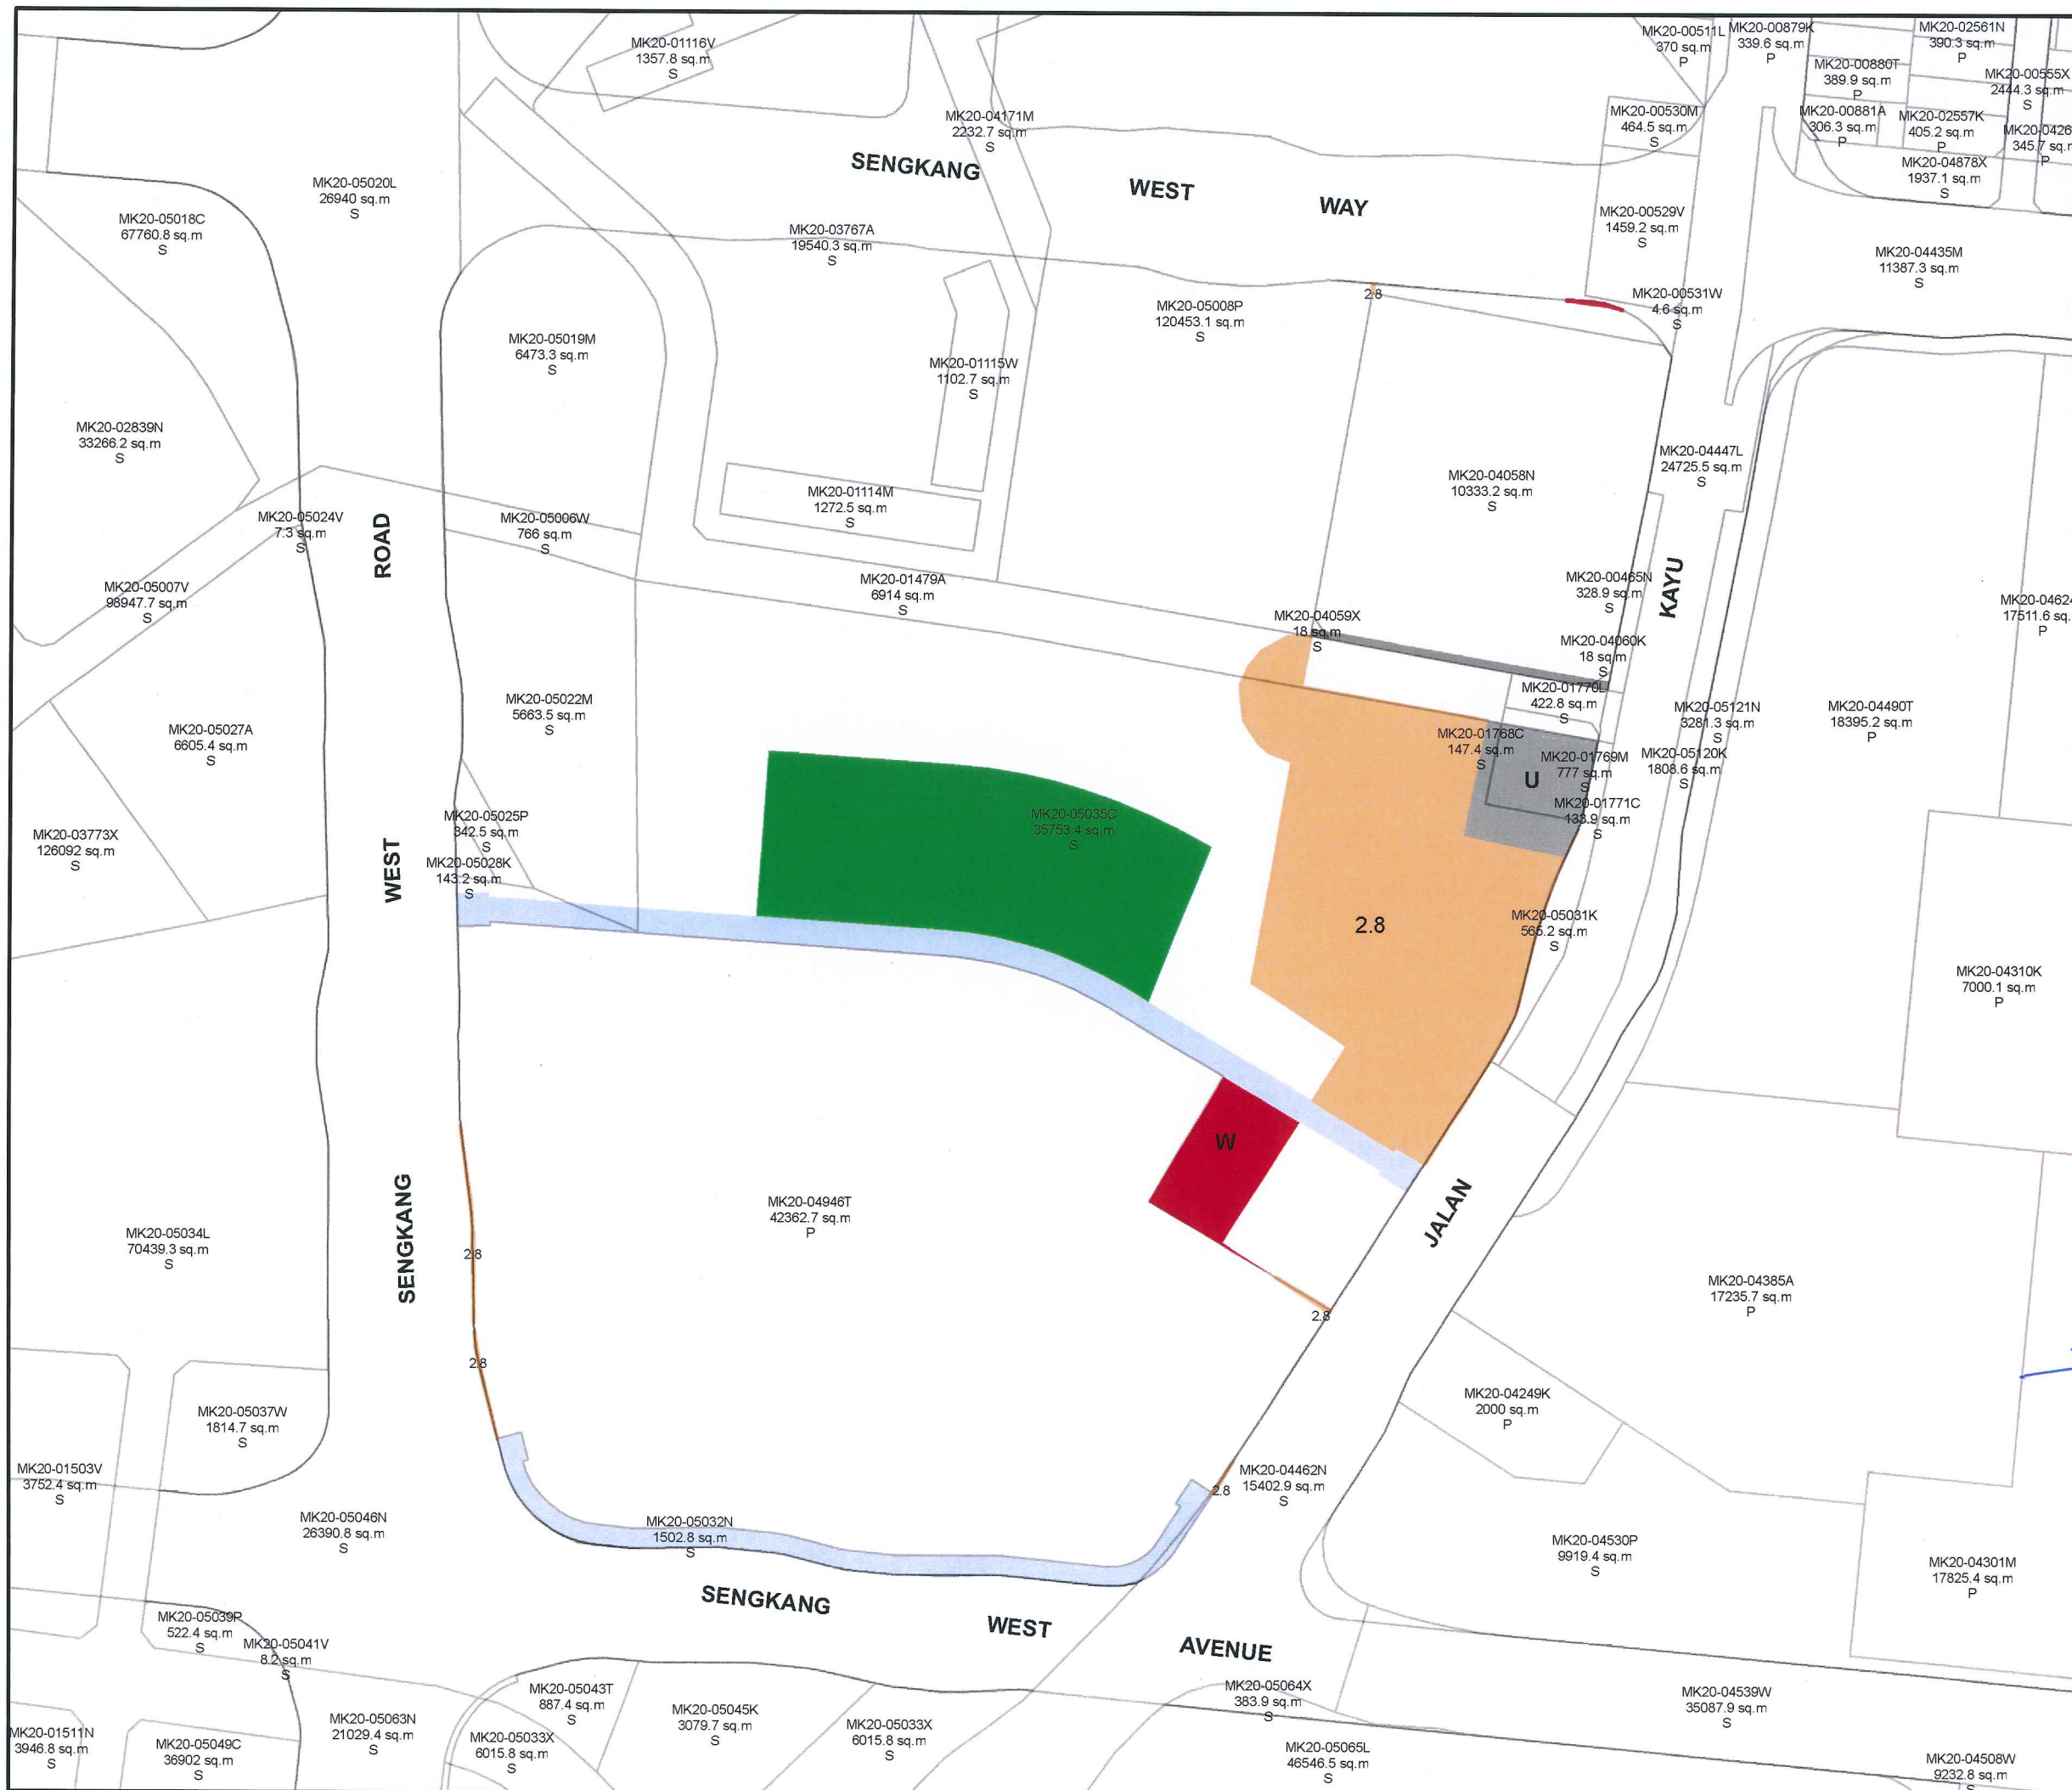 MK20-01116V
1357.8 sq.m
S
MK20-00511L
370 sq.m
P
MK20-00879K
339.6 sq.m
P
MK20-02561N
390.3 sq.m
P
MK20-00880T
389.9 sq.m
P
MK20-00555X
2444.3 sq.m
S
MK20-04171M
2232.7 sq.m
S
MK20-00530M
464.5 sq.m
S
MK20-00881A
306.3 sq.m
P
MK20-02557K
405.2 sq.m
P
MK20-04878X
1937.1 sq.m
S
SENGKANG WEST WAY
MK20-05020L
26940 sq.m
S
MK20-05018C
67760.8 sq.m
S
MK20-03767A
19540.3 sq.m
S
MK20-00529V
1459.2 sq.m
S
MK20-04435M
11387.3 sq.m
S
2.8
MK20-00531W
4.6 sq.m
S
MK20-05008P
120453.1 sq.m
S
MK20-05019M
6473.3 sq.m
S
MK20-01115W
1102.7 sq.m
S
MK20-02839N
33266.2 sq.m
S
MK20-04447L
24725.5 sq.m
S
MK20-04058N
10333.2 sq.m
S
MK20-01114M
1272.5 sq.m
S
MK20-05024V
7.3 sq.m
S
MK20-05006W
766 sq.m
S
ROAD
MK20-05007V
98947.7 sq.m
S
MK20-01479A
6914 sq.m
S
MK20-00465N
328.9 sq.m
S
KAYU
MK20-04059X
18 sq.m
S
MK20-04060K
18 sq.m
S
MK20-01770L
422.8 sq.m
S
MK20-05022M
5663.5 sq.m
S
MK20-05121N
3281.3 sq.m
S
MK20-04490T
18395.2 sq.m
P
MK20-05027A
6605.4 sq.m
S
MK20-01768C
147.4 sq.m
S
MK20-01769M
777 sq.m
S
U
MK20-05120K
1808.6 sq.m
S
MK20-01771C
133.9 sq.m
S
MK20-05025P
342.5 sq.m
S
MK20-05035C
35753.4 sq.m
S
MK20-03773X
126092 sq.m
S
WEST
MK20-05028K
143.2 sq.m
S
2.8
MK20-05031K
565.2 sq.m
S
MK20-04310K
7000.1 sq.m
P
W
MK20-04946T
42362.7 sq.m
P
JALAN
SENGKANG
MK20-05034L
70439.3 sq.m
S
2.8
MK20-04385A
17235.7 sq.m
P
2.8
2.8
MK20-04249K
2000 sq.m
P
MK20-05037W
1814.7 sq.m
S
MK20-01503V
3752.4 sq.m
S
2.8
MK20-04462N
15402.9 sq.m
S
MK20-05046N
26390.8 sq.m
S
MK20-05032N
1502.8 sq.m
S
MK20-04530P
9919.4 sq.m
S
MK20-04301M
17825.4 sq.m
P
SENGKANG WEST AVENUE
MK20-05039P
522.4 sq.m
S
MK20-05041V
8.2 sq.m
S
MK20-05043T
887.4 sq.m
S
MK20-05064X
383.9 sq.m
S
MK20-04539W
35087.9 sq.m
S
MK20-01511N
3946.8 sq.m
S
MK20-05049C
36902 sq.m
S
MK20-05063N
21029.4 sq.m
S
MK20-05033X
6015.8 sq.m
S
MK20-05045K
3079.7 sq.m
S
MK20-05033X
6015.8 sq.m
S
MK20-05065L
46546.5 sq.m
S
MK20-04508W
9232.8 sq.m